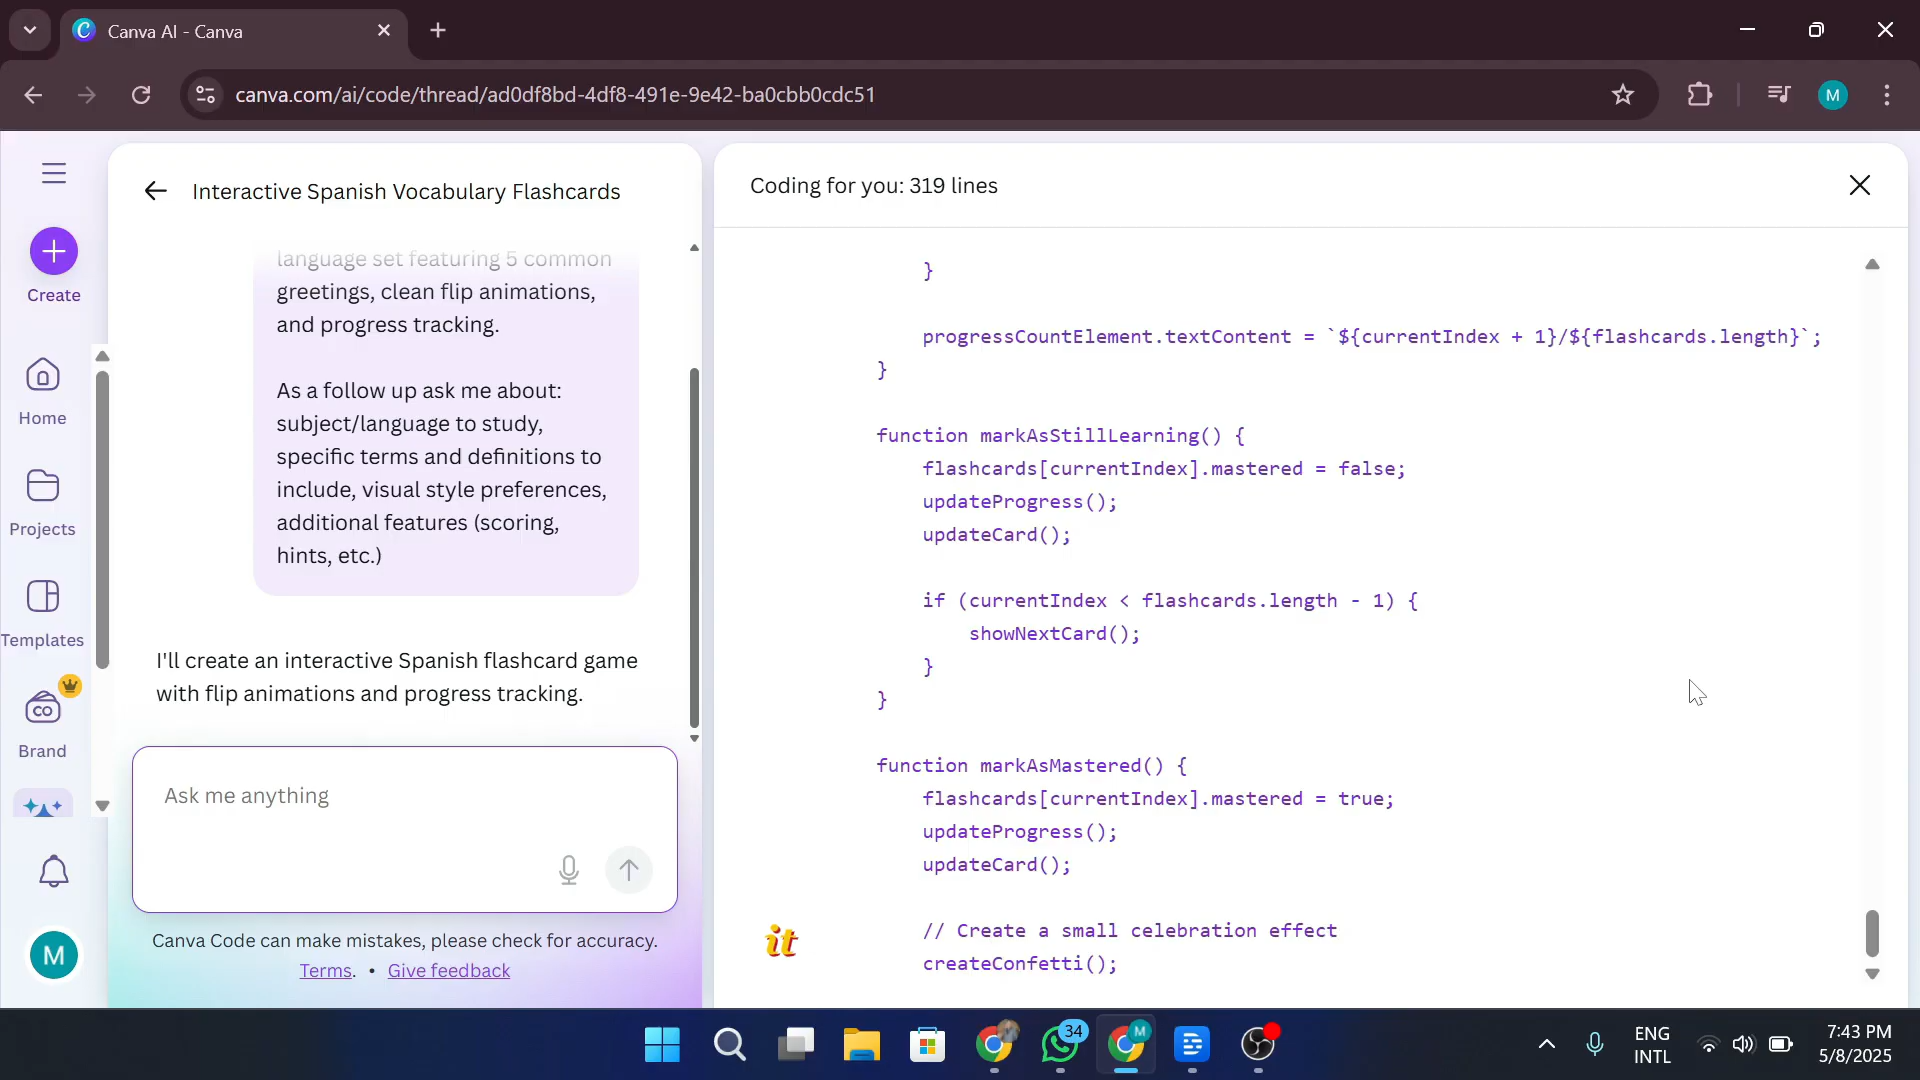 Canva AI - Canva
canva.com/ai/code/thread/ad0df8bd-4df8-491e-9e42-ba0cbb0cdc51
M
Create
Home
Projects
Templates
CO
Brand
M
Interactive Spanish Vocabulary Flashcards
language set featuring 5 common
greetings, clean flip animations,
and progress tracking.
As a follow up ask me about:
subject/language to study,
specific terms and definitions to
include, visual style preferences,
additional features (scoring,
hints, etc.)
I'll create an interactive Spanish flashcard game
with flip animations and progress tracking.
Ask me anything
Canva Code can make mistakes, please check for accuracy.
Terms. • Give feedback
Coding for you: 319 lines
}
progressCountElement.textContent = `${currentIndex + 1}/${flashcards.length}`;
}
function markAsStillLearning() {
flashcards[currentIndex].mastered = false;
updateProgress();
updateCard();
if (currentIndex < flashcards.length - 1) {
showNextCard();
}
}
function markAsMastered() {
flashcards[currentIndex].mastered = true;
updateProgress();
updateCard();
// Create a small celebration effect
createConfetti();
it
34
M
ENG
INTL
7:43 PM
5/8/2025